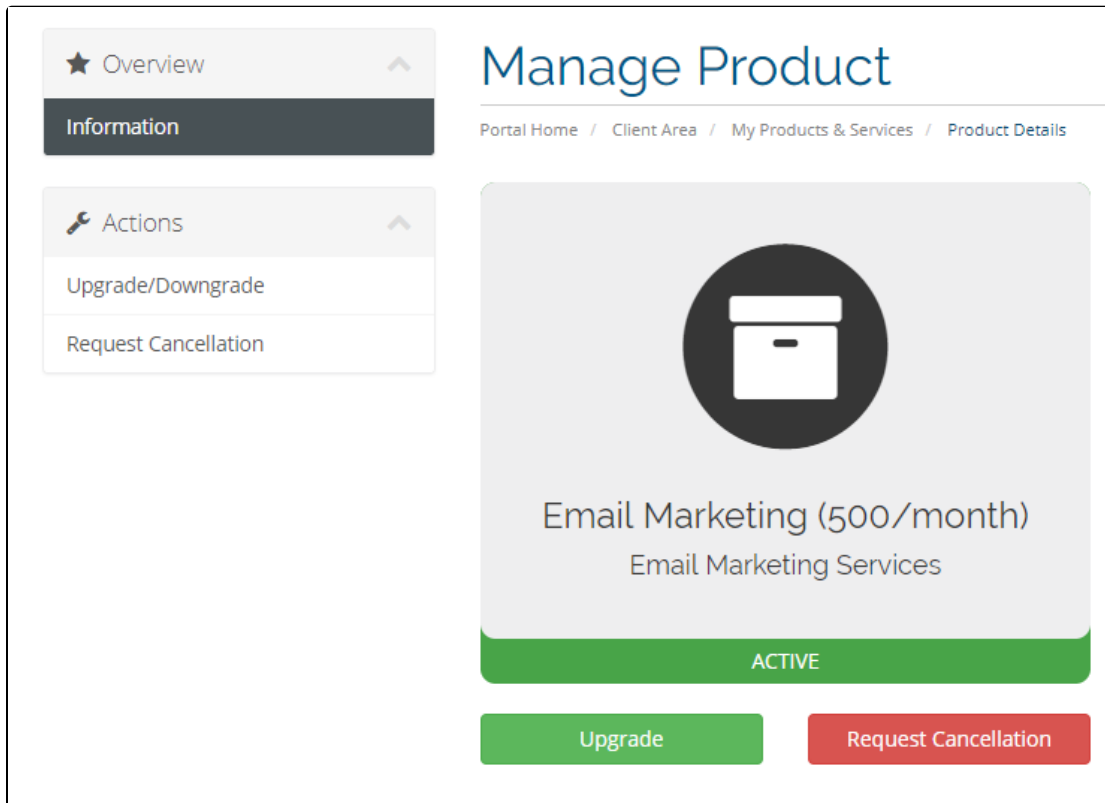 Overview
Information
Actions
Upgrade/Downgrade
Request Cancellation
Manage Product
Portal Home / Client Area / My Products & Services / Product Details
Email Marketing (500/month)
Email Marketing Services
ACTIVE
Upgrade
Request Cancellation